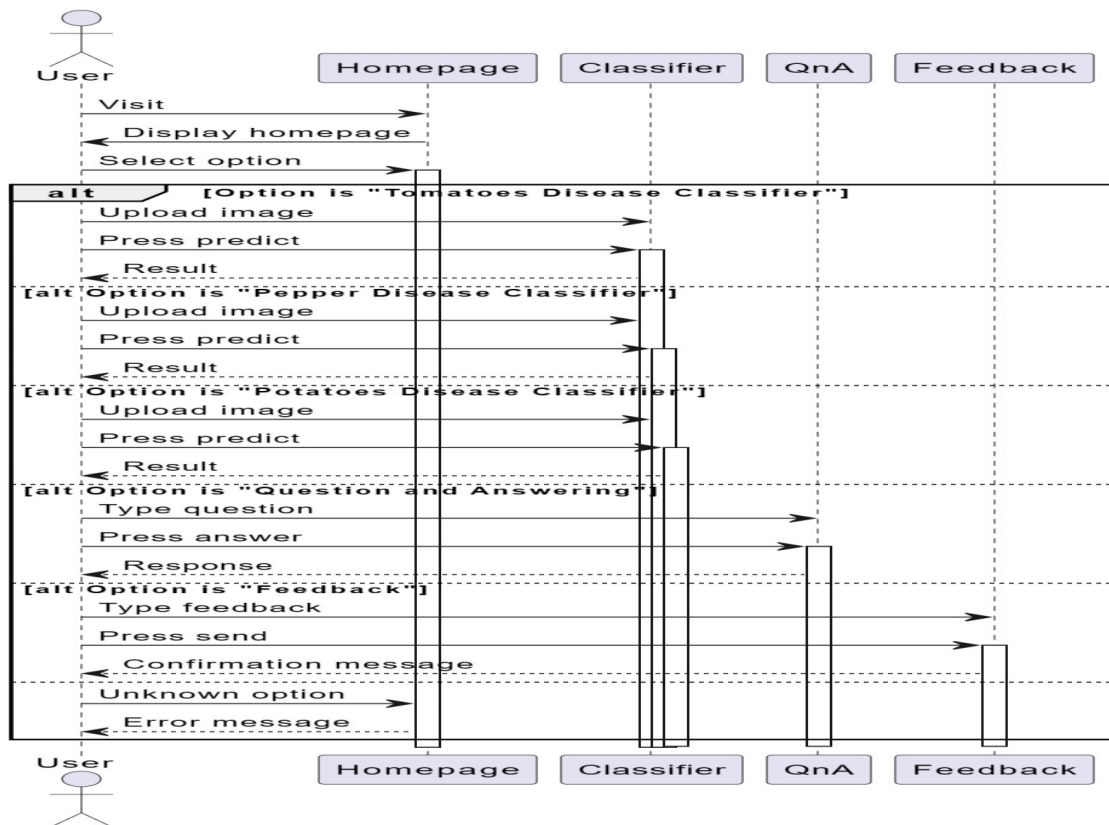 User
Homepage
Classifier
QnA
Feedback
Visit
Display homepage
Select option
alt [Option is "Tomatoes Disease Classifier"]
Upload image
Press predict
Result
[alt Option is "Pepper Disease Classifier"]
Upload image
Press predict
Result
[alt Option is "Potatoes Disease Classifier"]
Upload image
Press predict
Result
[alt Option is "Question and Answering"]
Type question
Press answer
Response
[alt Option is "Feedback"]
Type feedback
Press send
Confirmation message
Unknown option
Error message
User
Homepage
Classifier
QnA
Feedback